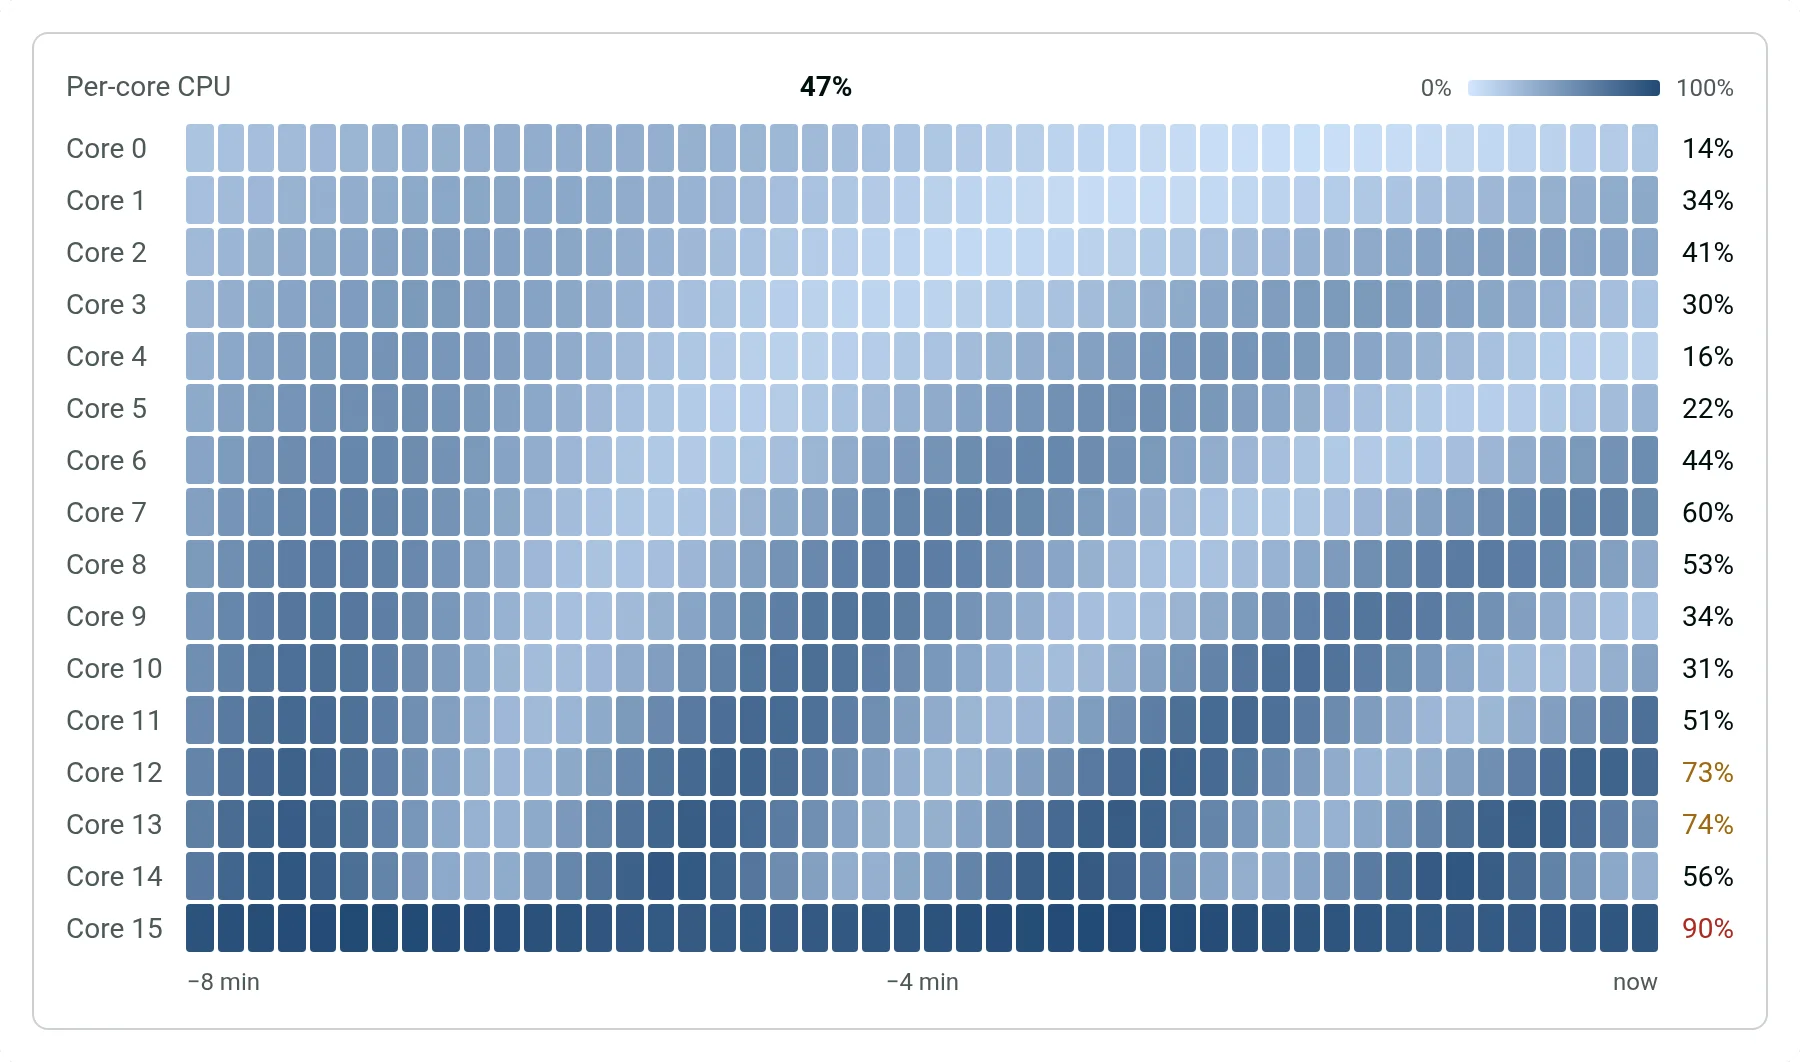 Per-core CPU 47% 0% 100%
Core 0 14%
Core 1 34%
Core 2 41%
Core 3 30%
Core 4 16%
Core 5 22%
Core 6 44%
Core 7 60%
Core 8 53%
Core 9 34%
Core 10 31%
Core 11 51%
Core 12 73%
Core 13 74%
Core 14 56%
Core 15 90%
−8 min −4 min now